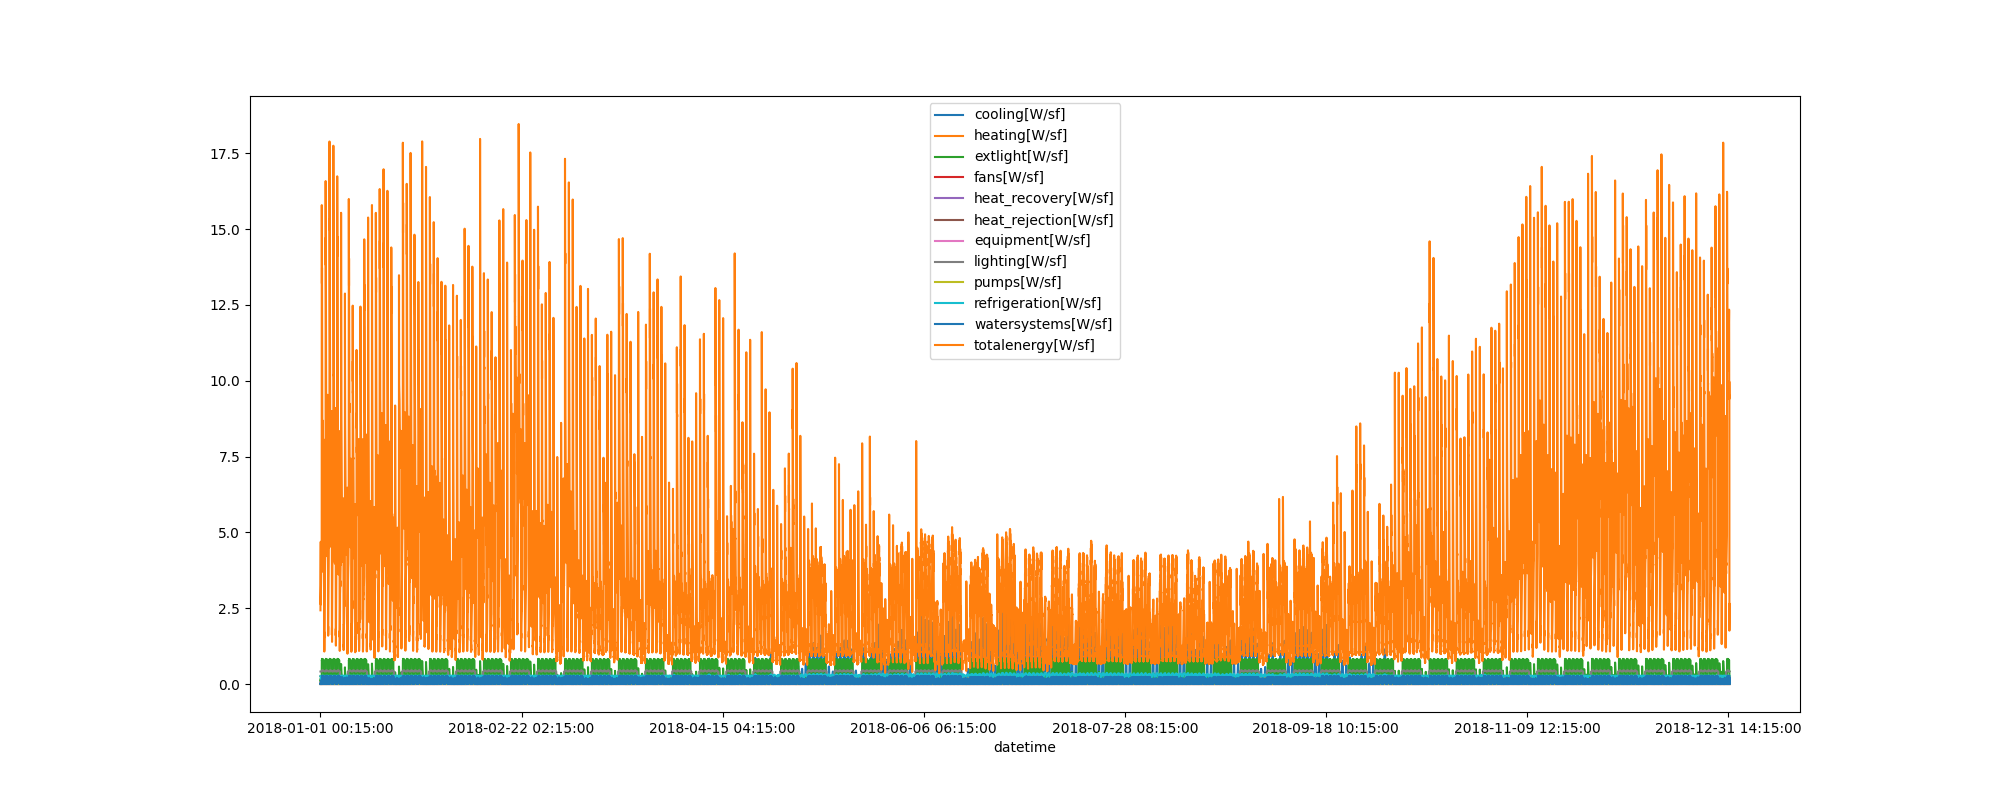 cooling[W/sf]
heating[W/sf]
extlight[W/sf]
fans[W/sf]
heat_recovery[W/sf]
heat_rejection[W/sf]
equipment[W/sf]
lighting[W/sf]
pumps[W/sf]
refrigeration[W/sf]
watersystems[W/sf]
totalenergy[W/sf]
17.5
15.0
12.5
10.0
7.5
5.0
2.5
0.0
2018-01-01 00:15:00 2018-02-22 02:15:00 2018-04-15 04:15:00 2018-06-06 06:15:00 2018-07-28 08:15:00 2018-09-18 10:15:00 2018-11-09 12:15:00 2018-12-31 14:15:00
datetime